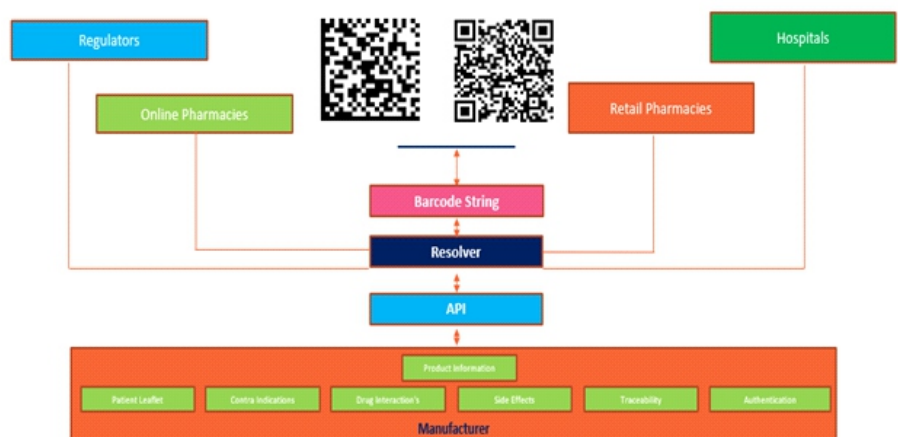 Regulators
Hospitals
Online Pharmacies
Retail Pharmacies
Barcode String
Resolver
API
Product Information
Patient Leaflet
Contra Indications
Drug Interaction's
Side Effects
Traceability
Authentication
Manufacturer